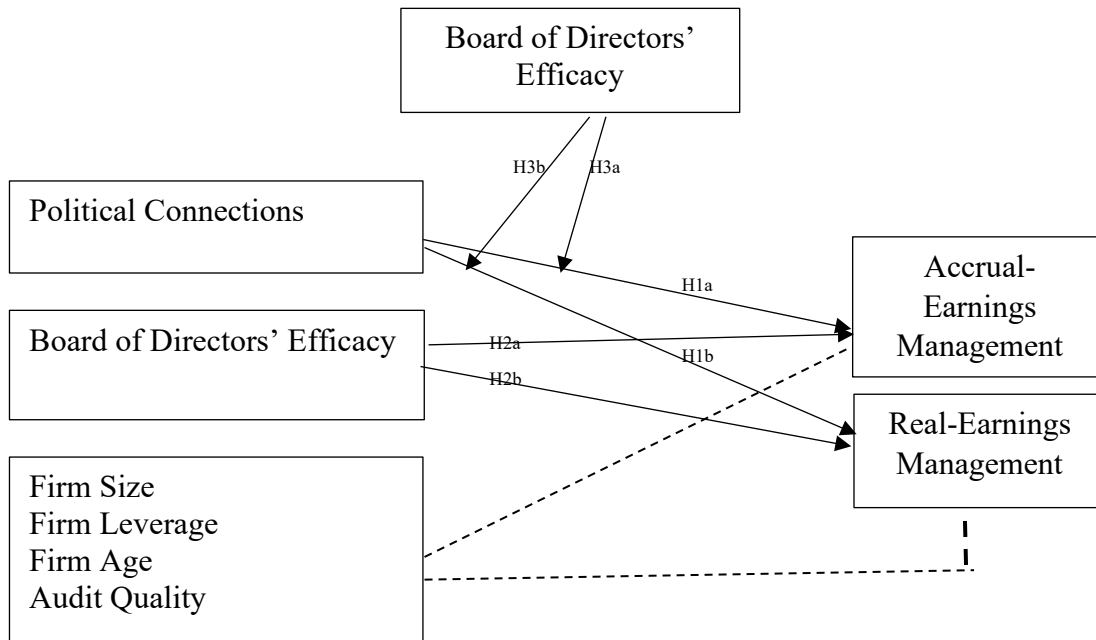 Board of Directors’
Efficacy
H3b
H3a
Political Connections
H1a
Accrual-
Earnings
Management
Board of Directors’ Efficacy
H2a
H1b
H2b
Real-Earnings
Management
Firm Size
Firm Leverage
Firm Age
Audit Quality